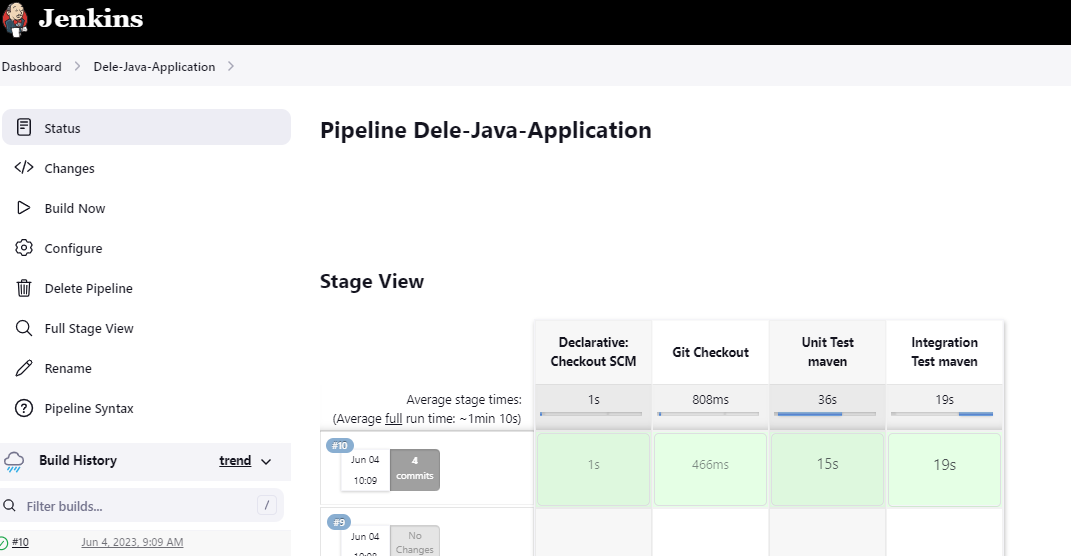 Jenkins
Dashboard
Dele-Java-Application
Status
Changes
Build Now
Configure
Delete Pipeline
Full Stage View
Rename
Pipeline Syntax
Build History
trend
Filter builds...
/
#10
Jun 4, 2023, 9:09 AM
Pipeline Dele-Java-Application
Stage View
Declarative:
Checkout SCM
Git Checkout
Unit Test
maven
Integration
Test maven
Average stage times:
(Average full run time: ~1min 10s)
1s
808ms
36s
19s
#10
Jun 04
10:09
4
commits
1s
466ms
15s
19s
#9
Jun 04
No
Changes